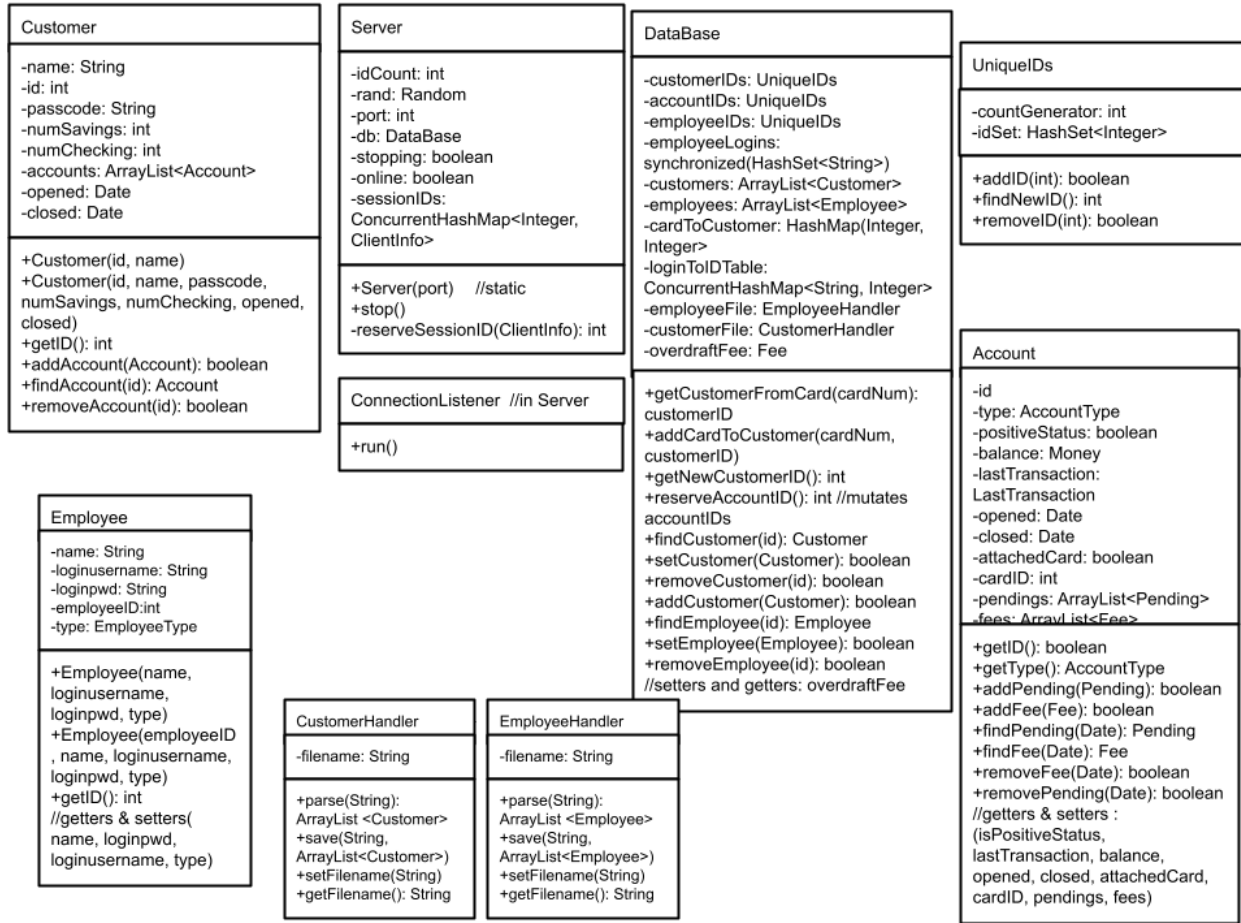 Customer
-name: String
-id: int
-passcode: String
-numSavings: int
-numChecking: int
-accounts: ArrayList<Account>
-opened: Date
-closed: Date
+Customer(id, name)
+Customer(id, name, passcode,
numSavings, numChecking, opened,
closed)
+getID(): int
+addAccount(Account): boolean
+findAccount(id): Account
+removeAccount(id): boolean
Server
-idCount: int
-rand: Random
-port: int
-db: DataBase
-stopping: boolean
-online: boolean
-sessionIDs:
ConcurrentHashMap<Integer,
ClientInfo>
+Server(port) //static
+stop()
-reserveSessionID(ClientInfo): int
ConnectionListener //in Server
+run()
DataBase
-customerIDs: UniqueIDs
-accountIDs: UniqueIDs
-employeeIDs: UniqueIDs
-employeeLogins:
synchronized(HashSet<String>)
-customers: ArrayList<Customer>
-employees: ArrayList<Employee>
-cardToCustomer: HashMap(Integer,
Integer>
-loginToIDTable:
ConcurrentHashMap<String, Integer>
-employeeFile: EmployeeHandler
-customerFile: CustomerHandler
-overdraftFee: Fee
+getCustomerFromCard(cardNum):
customerID
+addCardToCustomer(cardNum,
customerID)
+getNewCustomerID(): int
+reserveAccountID(): int //mutates
accountIDs
+findCustomer(id): Customer
+setCustomer(Customer): boolean
+removeCustomer(id): boolean
+addCustomer(Customer): boolean
+findEmployee(id): Employee
+setEmployee(Employee): boolean
+removeEmployee(id): boolean
//setters and getters: overdraftFee
UniqueIDs
-countGenerator: int
-idSet: HashSet<Integer>
+addID(int): boolean
+findNewID(): int
+removeID(int): boolean
Account
-id
-type: AccountType
-positiveStatus: boolean
-balance: Money
-lastTransaction:
LastTransaction
-opened: Date
-closed: Date
-attachedCard: boolean
-cardID: int
-pendings: ArrayList<Pending>
-fees: ArrayList<Fee>
+getID(): boolean
+getType(): AccountType
+addPending(Pending): boolean
+addFee(Fee): boolean
+findPending(Date): Pending
+findFee(Date): Fee
+removeFee(Date): boolean
+removePending(Date): boolean
//getters & setters :
(isPositiveStatus,
lastTransaction, balance,
opened, closed, attachedCard,
cardID, pendings, fees)
Employee
-name: String
-loginusername: String
-loginpwd: String
-employeeID:int
-type: EmployeeType
+Employee(name,
loginusername,
loginpwd, type)
+Employee(employeeID
, name, loginusername,
loginpwd, type)
+getID(): int
//getters & setters(
name, loginpwd,
loginusername, type)
CustomerHandler
-filename: String
+parse(String):
ArrayList <Customer>
+save(String,
ArrayList<Customer>)
+setFilename(String)
+getFilename(): String
EmployeeHandler
-filename: String
+parse(String):
ArrayList <Employee>
+save(String,
ArrayList<Employee>)
+setFilename(String)
+getFilename(): String